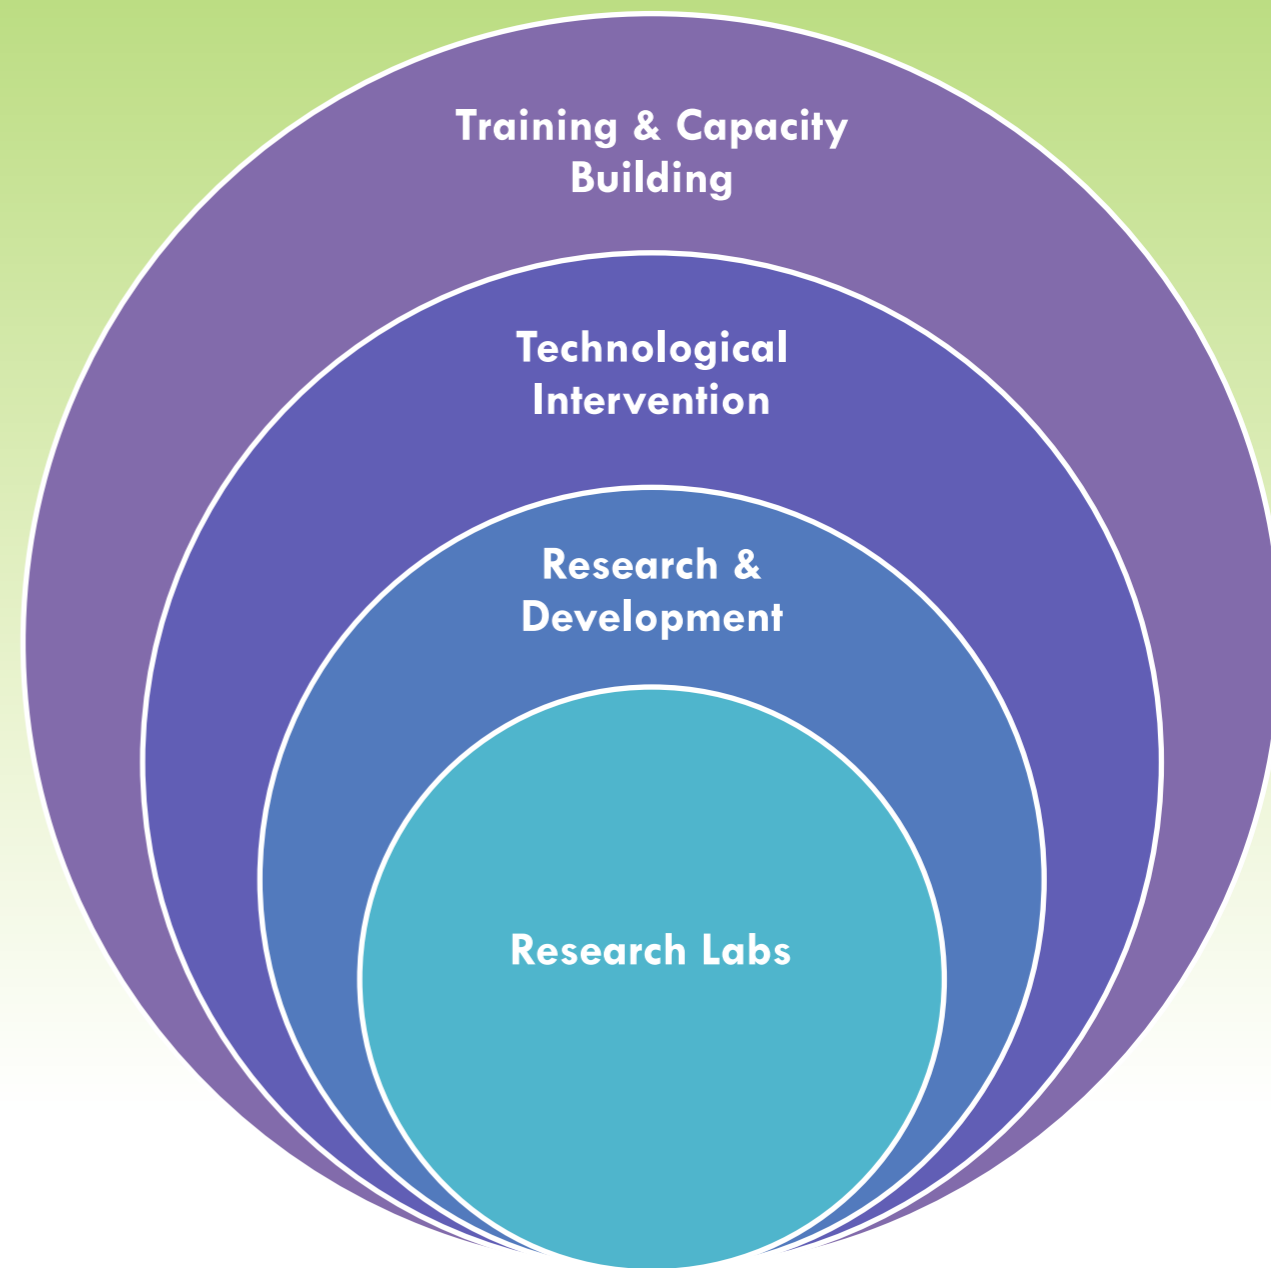 Training & Capacity
Building
Technological
Intervention
Research &
Development
Research Labs